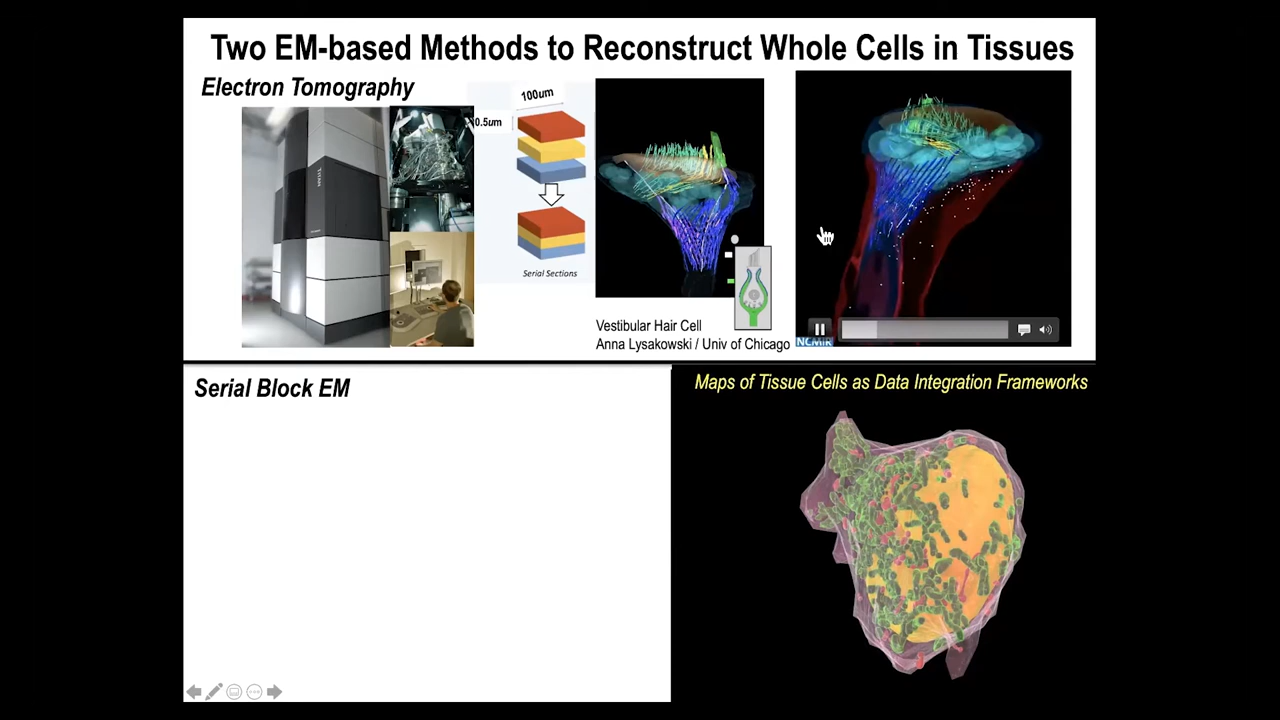 Two EM-based Methods to Reconstruct Whole Cells in Tissues
Electron Tomography
100um
0.5um
TITAN
Serial Sections
Vestibular Hair Cell
Anna Lysakowski / Univ of Chicago
NCMIR
Serial Block EM
Maps of Tissue Cells as Data Integration Frameworks